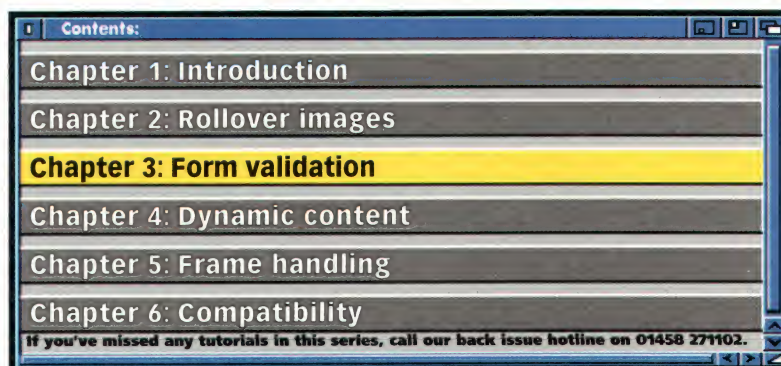 Contents:
Chapter 1: Introduction
Chapter 2: Rollover images
Chapter 3: Form validation
Chapter 4: Dynamic content
Chapter 5: Frame handling
Chapter 6: Compatibility
If you've missed any tutorials in this series, call our back issue hotline on 01458 271102.